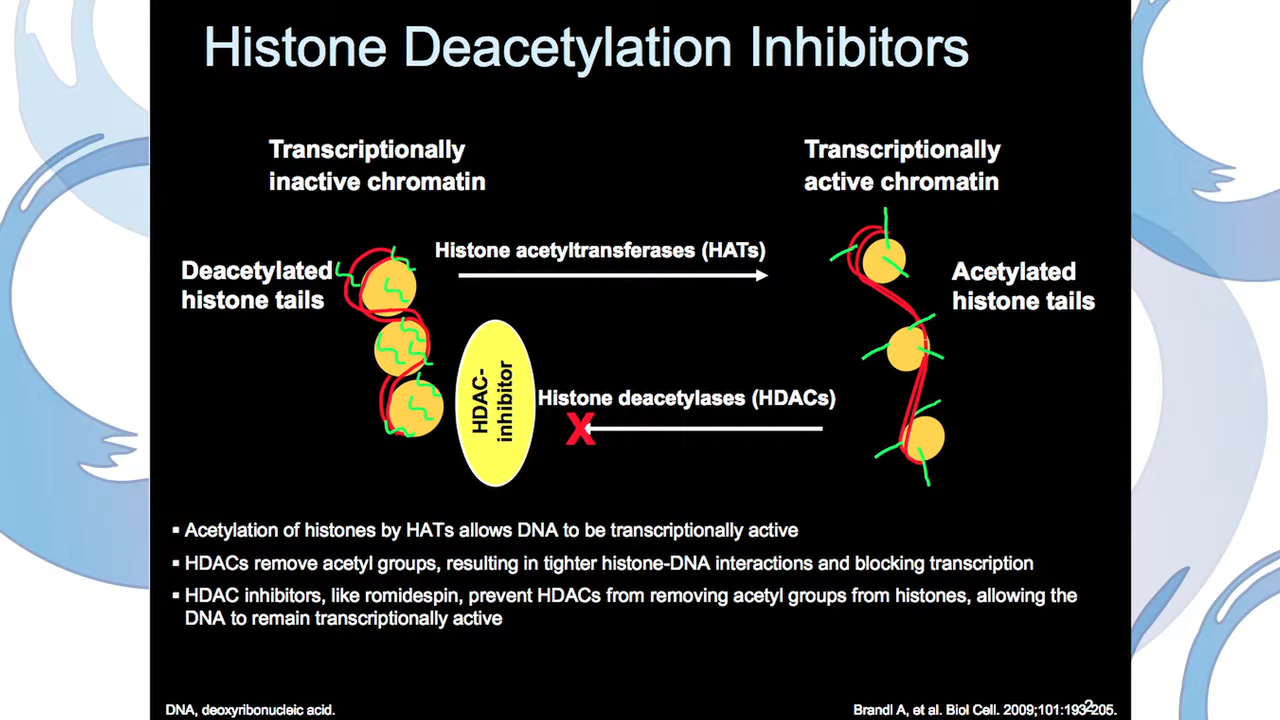 Histone Deacetylation Inhibitors
Transcriptionally
inactive chromatin
Transcriptionally
active chromatin
Histone acetyltransferases (HATs)
Deacetylated
histone tails
Acetylated
histone tails
HDAC-
inhibitor
Histone deacetylases (HDACs)
X
▪ Acetylation of histones by HATs allows DNA to be transcriptionally active
▪ HDACs remove acetyl groups, resulting in tighter histone-DNA interactions and blocking transcription
▪ HDAC inhibitors, like romidespin, prevent HDACs from removing acetyl groups from histones, allowing the
DNA to remain transcriptionally active
DNA, deoxyribonucleic acid.
Brandl A, et al. Biol Cell. 2009;101:193-205.
2